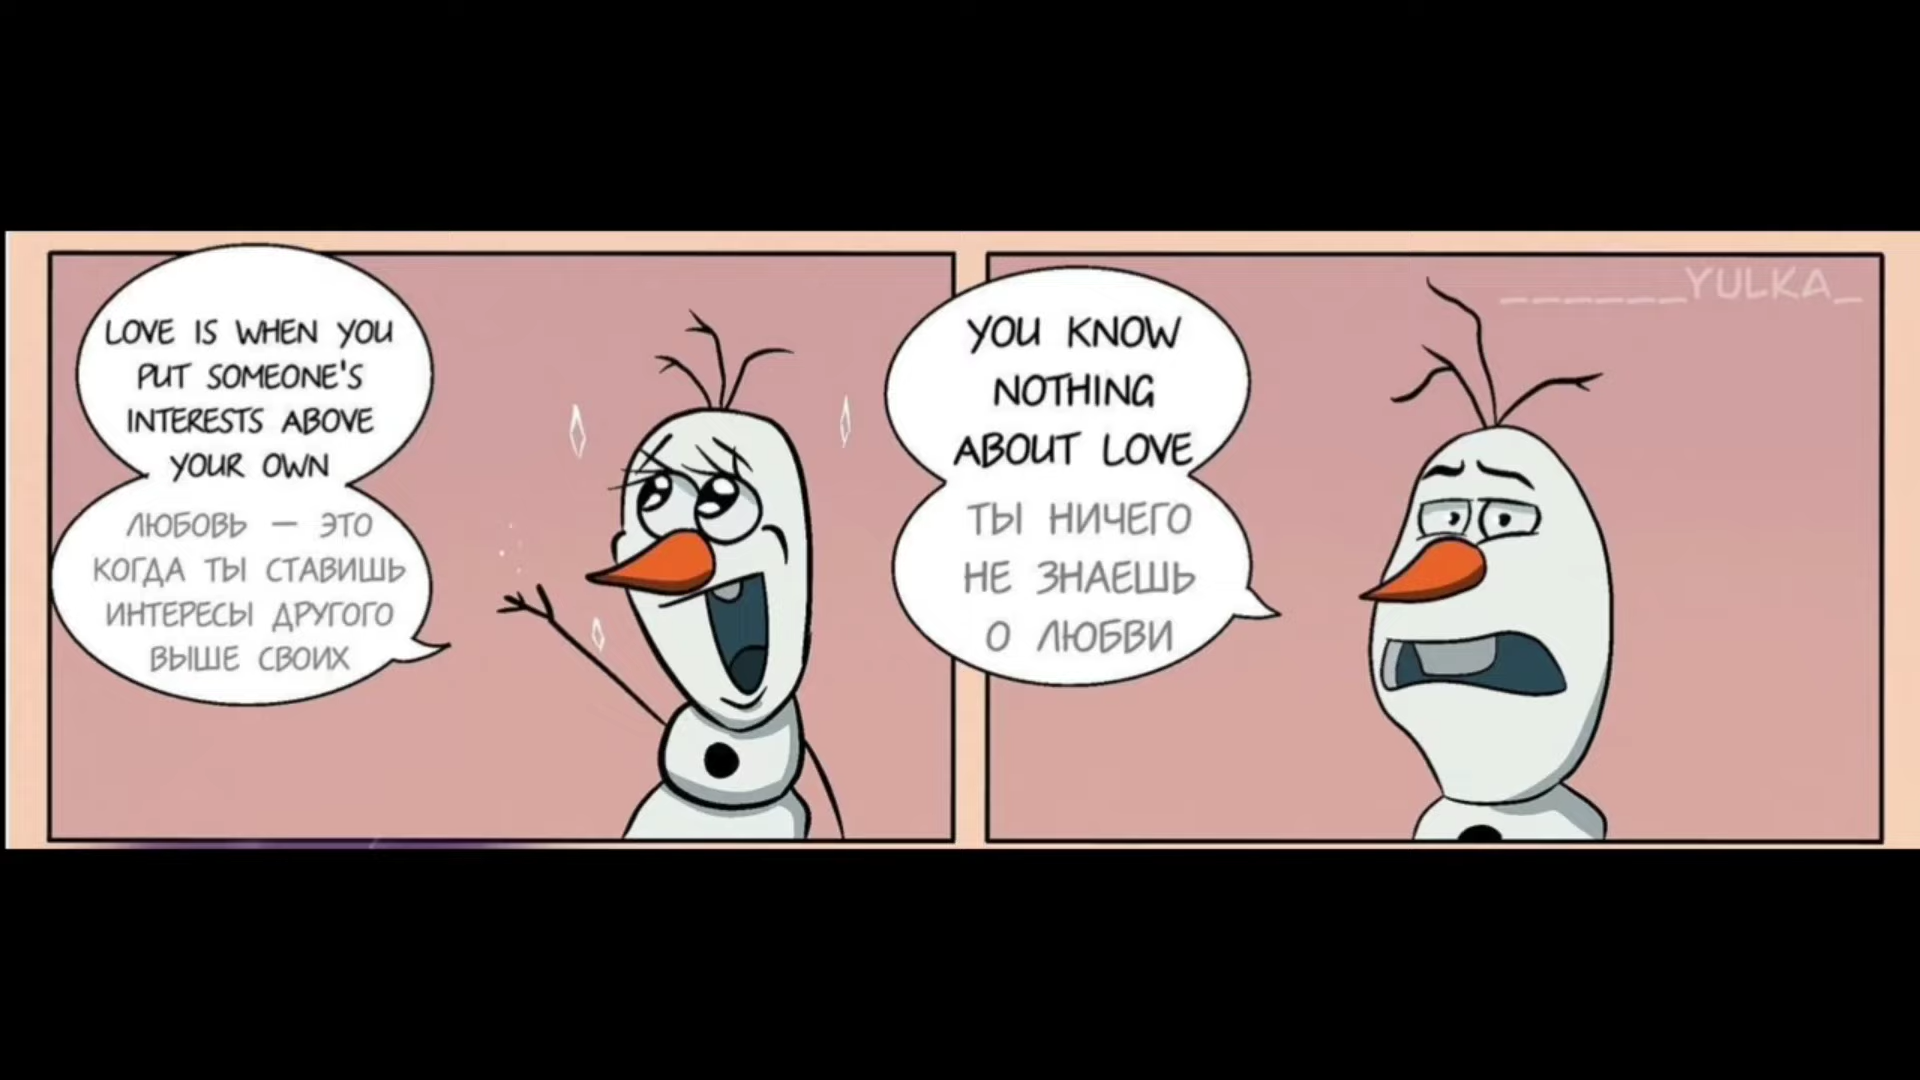 LOVE IS WHEN YOU
PUT SOMEONE'S
INTERESTS ABOVE
YOUR OWN
ЛЮБОВЬ — ЭТО
КОГДА ТЫ СТАВИШЬ
ИНТЕРЕСЫ ДРУГОГО
ВЫШЕ СВОИХ
YOU KNOW
NOTHING
ABOUT LOVE
ТЫ НИЧЕГО
НЕ ЗНАЕШЬ
О ЛЮБВИ
______YULKA_